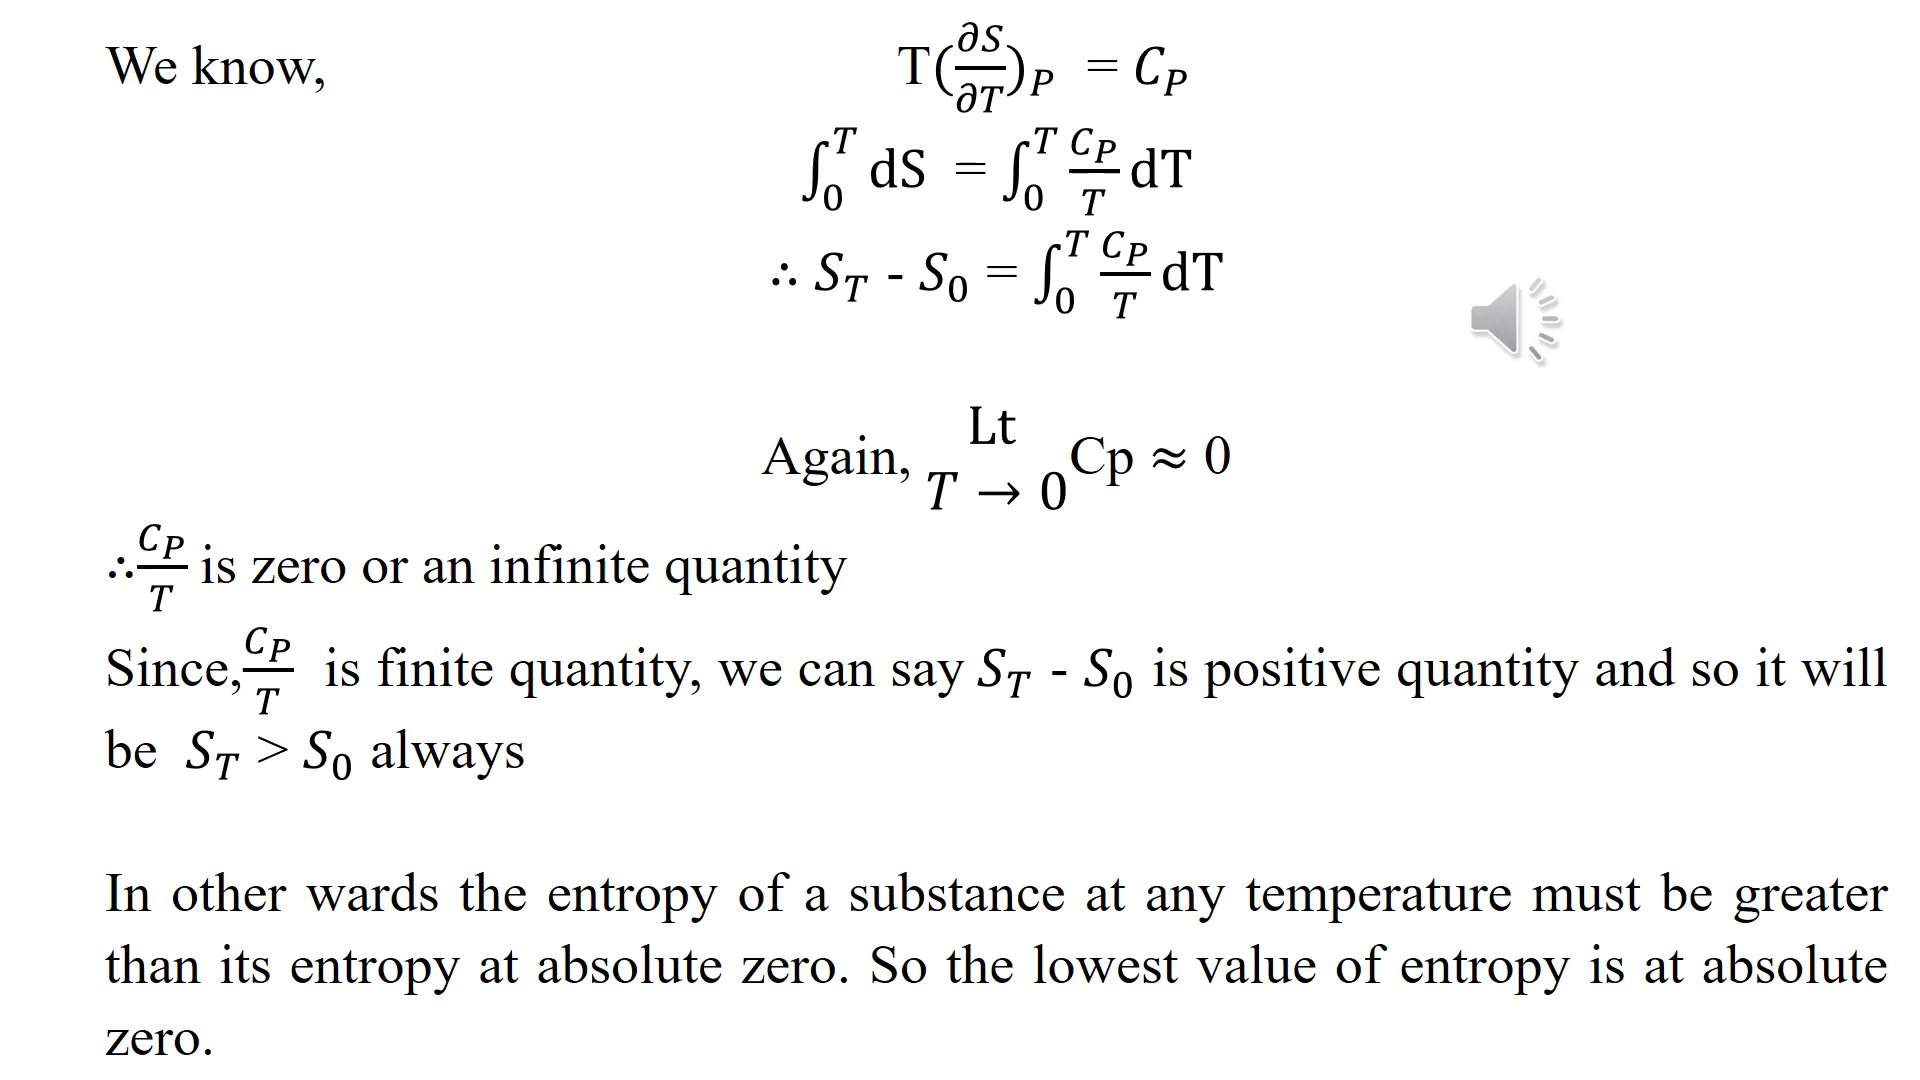 We know, T(∂S/∂T)_P = C_P
∫_0^T dS = ∫_0^T C_P/T dT
∴ S_T - S_0 = ∫_0^T C_P/T dT
Again, Lt T → 0 Cp ≈ 0
∴ C_P/T is zero or an infinite quantity
Since, C_P/T is finite quantity, we can say S_T - S_0 is positive quantity and so it will
be S_T > S_0 always
In other wards the entropy of a substance at any temperature must be greater
than its entropy at absolute zero. So the lowest value of entropy is at absolute
zero.